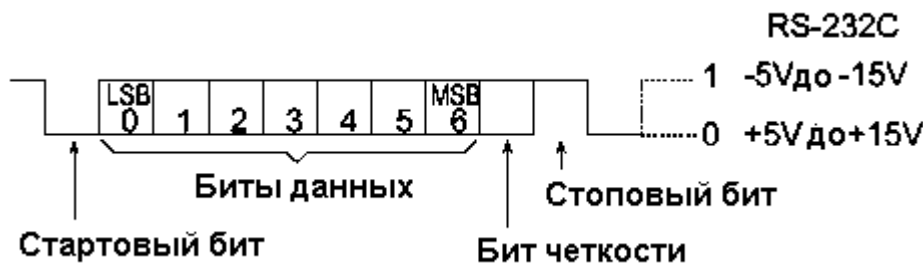 RS-232C
1 -5Vдо -15V
LSB MSB
0 1 2 3 4 5 6
0 +5Vдо+15V
Биты данных
Стоповый бит
Стартовый бит
Бит четкости